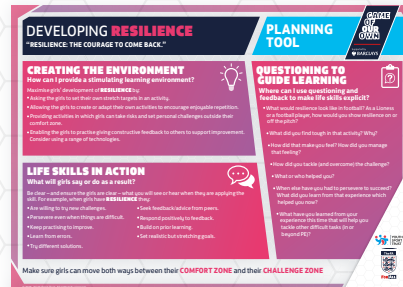 DEVELOPING RESILIENCE
"RESILIENCE: THE COURAGE TO COME BACK."
PLANNING
TOOL
GAME
OF
OUR
OWN
BARCLAYS
CREATING THE ENVIRONMENT
How can I provide a stimulating learning environment?
Maximise girls' development of RESILIENCE by:
• Asking the girls to set their own stretch targets in an activity.
• Allowing the girls to create or adapt their own activities to encourage enjoyable repetition.
• Providing activities in which girls can take risks and set personal challenges outside their
comfort zone.
• Enabling the girls to practise giving constructive feedback to others to support improvement.
Consider using a range of technologies.
QUESTIONING TO
GUIDE LEARNING
Where can I use questioning and
feedback to make life skills explicit?
• What would resilience look like in football? As a Lioness
or a football player, how would you show resilience on or
off the pitch?
• What did you find tough in that activity? Why?
• How did that make you feel? How did you manage
that feeling?
• How did you tackle (and overcome) the challenge?
• What or who helped you?
• When else have you had to persevere to succeed?
What did you learn from that experience which
helped you now?
• What have you learned from your
experience this time that will help you
tackle other difficult tasks (in or
beyond PE)?
LIFE SKILLS IN ACTION
What will girls say or do as a result?
Be clear – and ensure the girls are clear – what you will see or hear when they are applying the
skill. For example, when girls have RESILIENCE they:
• Are willing to try new challenges.
• Persevere even when things are difficult.
• Keep practising to improve.
• Learn from errors.
• Try different solutions.
• Seek feedback/advice from peers.
• Respond positively to feedback.
• Build on prior learning.
• Set realistic but stretching goals.
YOUTH
SPORT
TRUST
Make sure girls can move both ways between their COMFORT ZONE and their CHALLENGE ZONE